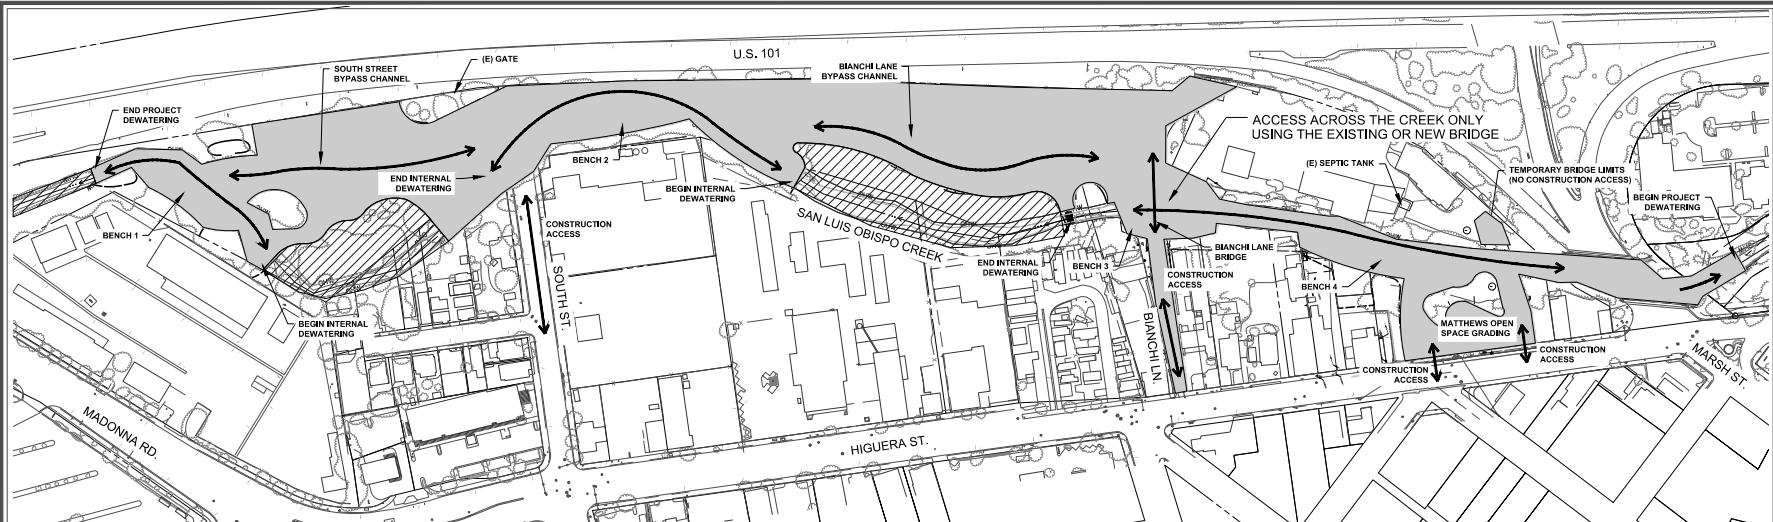 U.S. 101
(E) GATE
SOUTH STREET
BYPASS CHANNEL
BIANCHI LANE
BYPASS CHANNEL
END PROJECT
DEWATERING
ACCESS ACROSS THE CREEK ONLY
USING THE EXISTING OR NEW BRIDGE
BENCH 2
(E) SEPTIC TANK
TEMPORARY BRIDGE LIMITS
(NO CONSTRUCTION ACCESS)
END INTERNAL
DEWATERING
BEGIN INTERNAL
DEWATERING
BEGIN PROJECT
DEWATERING
BENCH 1
CONSTRUCTION
ACCESS
SAN LUIS OBISPO CREEK
BIANCHI LANE
BRIDGE
END INTERNAL
DEWATERING
BENCH 3
CONSTRUCTION
ACCESS
BENCH 4
SOUTH ST.
BEGIN INTERNAL
DEWATERING
BIANCHI LN.
MATTHEWS OPEN
SPACE GRADING
CONSTRUCTION
ACCESS
CONSTRUCTION
ACCESS
MARSH ST.
MADONNA RD.
HIGUERA ST.